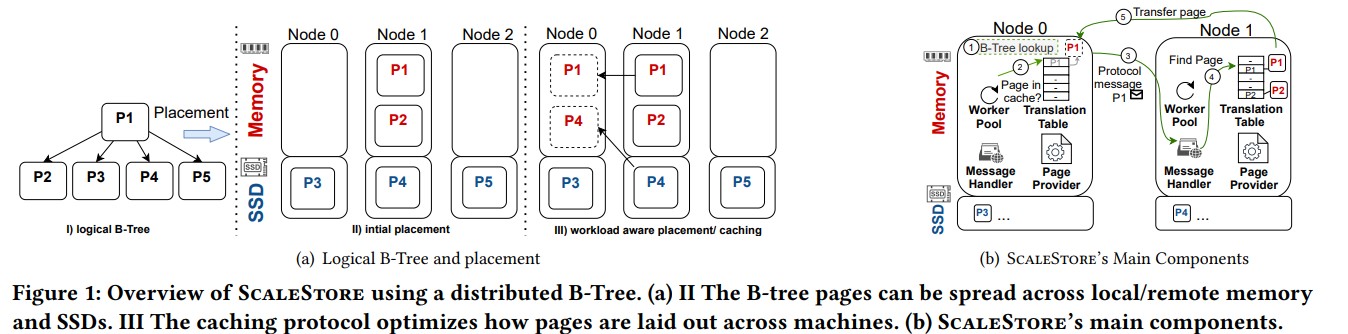 Placement
P1
P2 P3 P4 P5
I) logical B-Tree
Memory
SSD
SSD
Node 0 Node 1 Node 2
P1
P2
P3 P4 P5
II) intial placement
Node 0 Node 1 Node 2
P1 P1
P4 P2
P3 P4 P5
III) workload aware placement/ caching
(a) Logical B-Tree and placement
Memory
SSD
5 Transfer page
Node 0
1 B-Tree lookup P1
2
Page in
cache?
P1
-
-
-
Worker
Pool
Translation
Table
Message
Handler
Page
Provider
P3 ...
3
Protocol
message
P1
Node 1
Find Page
4
-
P1
-
-
P2
P1
P2
Worker
Pool
Translation
Table
Message
Handler
Page
Provider
P4 ...
(b) ScaleStore's Main Components
Figure 1: Overview of ScaleStore using a distributed B-Tree. (a) II The B-tree pages can be spread across local/remote memory
and SSDs. III The caching protocol optimizes how pages are laid out across machines. (b) ScaleStore's main components.